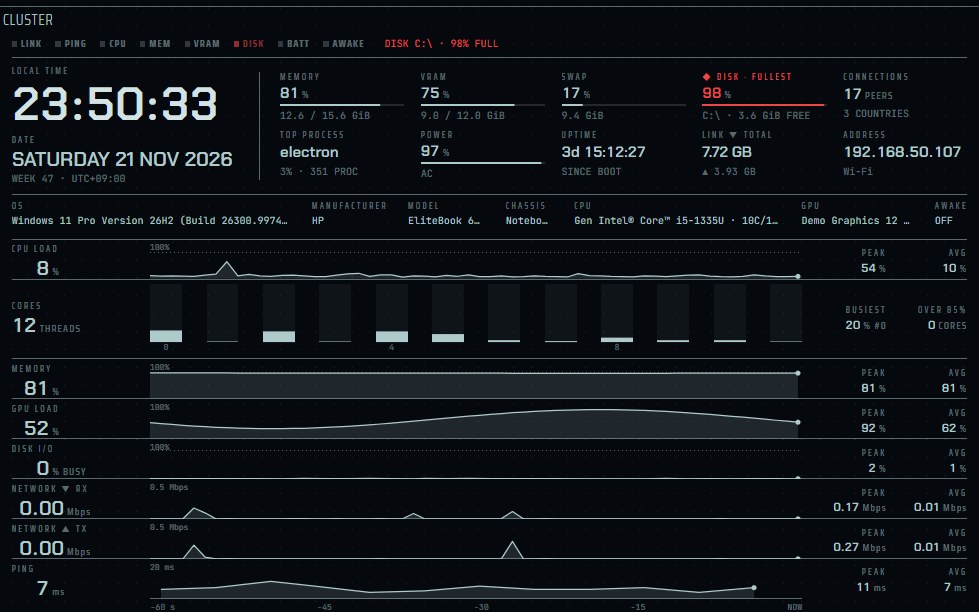 CLUSTER
LINK PING CPU MEM VRAM DISK BATT AWAKE DISK C:\ · 98% FULL
LOCAL TIME
23:50:33
DATE
SATURDAY 21 NOV 2026
WEEK 47 · UTC+09:00
MEMORY
81 %
12.6 / 15.6 GiB
VRAM
75 %
9.0 / 12.0 GiB
SWAP
17 %
9.4 GiB
◆ DISK · FULLEST
98 %
C:\ · 3.6 GiB FREE
CONNECTIONS
17 PEERS
3 COUNTRIES
TOP PROCESS
electron
3% · 351 PROC
POWER
97 %
AC
UPTIME
3d 15:12:27
SINCE BOOT
LINK ▼ TOTAL
7.72 GB
▲ 3.93 GB
ADDRESS
192.168.50.107
Wi-Fi
OS
Windows 11 Pro Version 26H2 (Build 26300.9974…
MANUFACTURER
HP
MODEL
EliteBook 6…
CHASSIS
Notebo…
CPU
Gen Intel® Core™ i5-1335U · 10C/1…
GPU
Demo Graphics 12 …
AWAKE
OFF
CPU LOAD
8 %
100%
PEAK
54 %
AVG
10 %
CORES
12 THREADS
0 4 8
BUSIEST
20 % #0
OVER 85%
0 CORES
MEMORY
81 %
100%
PEAK
81 %
AVG
81 %
GPU LOAD
52 %
100%
PEAK
92 %
AVG
62 %
DISK I/O
0 % BUSY
100%
PEAK
2 %
AVG
1 %
NETWORK ▼ RX
0.00 Mbps
0.5 Mbps
PEAK
0.17 Mbps
AVG
0.01 Mbps
NETWORK ▲ TX
0.00 Mbps
0.5 Mbps
PEAK
0.27 Mbps
AVG
0.01 Mbps
PING
7 ms
20 ms
PEAK
11 ms
AVG
7 ms
-60 s -45 -30 -15 NOW